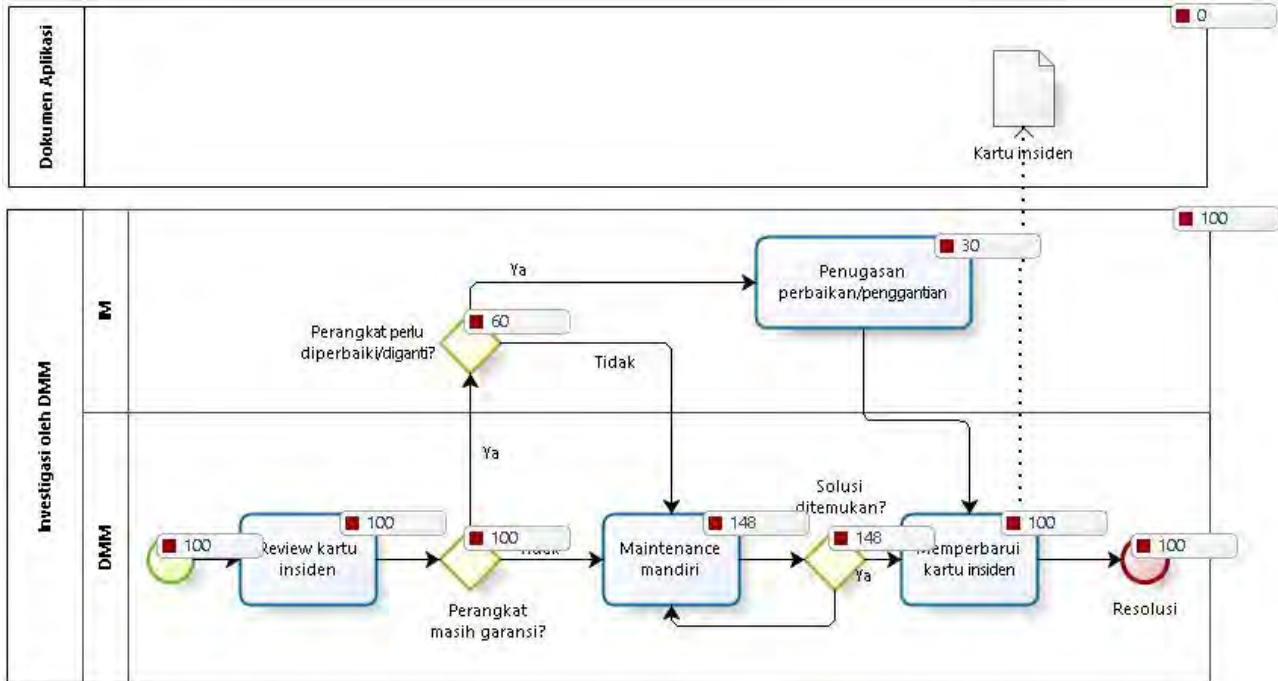 0
Dokumen Aplikasi
Kartu insiden
100
Investigasi oleh DMM
IM
30
Penugasan
perbaikan/penggantian
Ya
60
Perangkat perlu
diperbaiki/diganti?
Tidak
Ya
DMM
100
100
Review kartu
insiden
100
Tidak
Perangkat
masih garansi?
148
Maintenance
mandiri
Solusi
ditemukan?
148
Ya
100
Memperbarui
kartu insiden
100
Resolusi